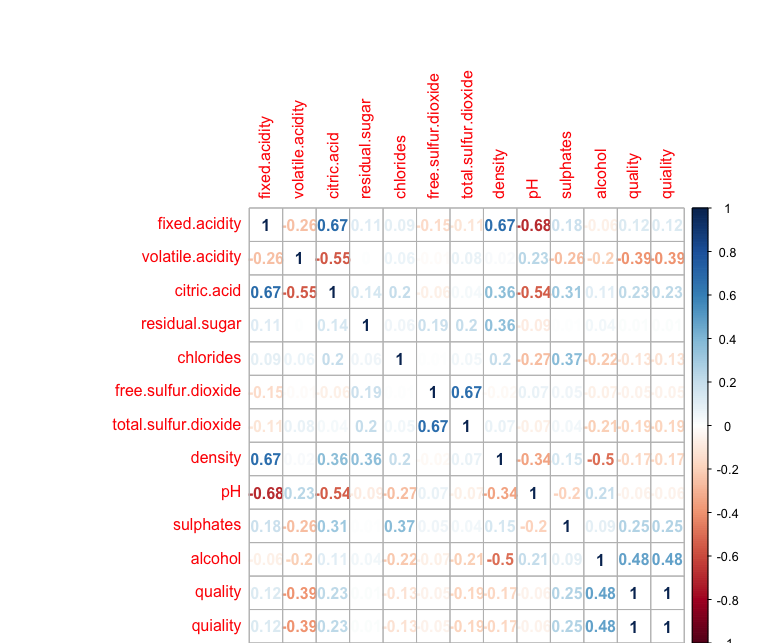 fixed.acidity volatile.acidity citric.acid residual.sugar chlorides free.sulfur.dioxide total.sulfur.dioxide density pH sulphates alcohol quality quiality
fixed.acidity 1 -0.26 0.67 0.11 0.09 -0.15 -0.11 0.67 -0.68 0.18 -0.06 0.12 0.12
volatile.acidity -0.26 1 -0.55 0.06 0.08 0.23 -0.26 -0.2 -0.39 -0.39
citric.acid 0.67 -0.55 1 0.14 0.2 -0.06 0.04 0.36 -0.54 0.31 0.11 0.23 0.23
residual.sugar 0.11 0.14 1 0.06 0.19 0.2 0.36 -0.09 0.04
chlorides 0.09 0.06 0.2 0.06 1 0.05 0.2 -0.27 0.37 -0.22 -0.13 -0.13
free.sulfur.dioxide -0.15 -0.06 0.19 1 0.67 -0.02 0.07 0.05 -0.07 -0.05 -0.05
total.sulfur.dioxide -0.11 0.08 0.04 0.2 0.05 0.67 1 0.07 -0.07 0.04 -0.21 -0.19 -0.19
density 0.67 0.36 0.36 0.2 -0.02 0.07 1 -0.34 0.15 -0.5 -0.17 -0.17
pH -0.68 0.23 -0.54 -0.09 -0.27 0.07 -0.07 -0.34 1 -0.2 0.21 -0.06 -0.06
sulphates 0.18 -0.26 0.31 0.37 0.05 0.04 0.15 -0.2 1 0.09 0.25 0.25
alcohol -0.06 -0.2 0.11 0.04 -0.22 -0.07 -0.21 -0.5 0.21 0.09 1 0.48 0.48
quality 0.12 -0.39 0.23 -0.13 -0.05 -0.19 -0.17 -0.06 0.25 0.48 1 1
quiality 0.12 -0.39 0.23 -0.13 -0.05 -0.19 -0.17 -0.06 0.25 0.48 1 1
1
0.8
0.6
0.4
0.2
0
-0.2
-0.4
-0.6
-0.8